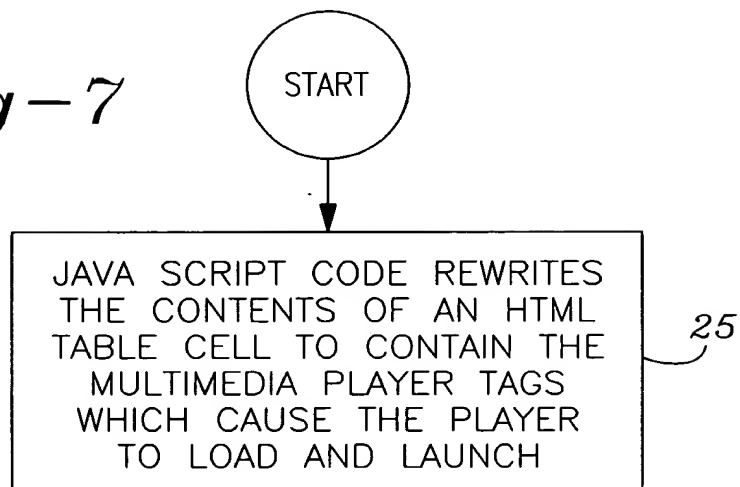 g-7
START
JAVA SCRIPT CODE REWRITES
THE CONTENTS OF AN HTML
TABLE CELL TO CONTAIN THE
MULTIMEDIA PLAYER TAGS
WHICH CAUSE THE PLAYER
TO LOAD AND LAUNCH
25